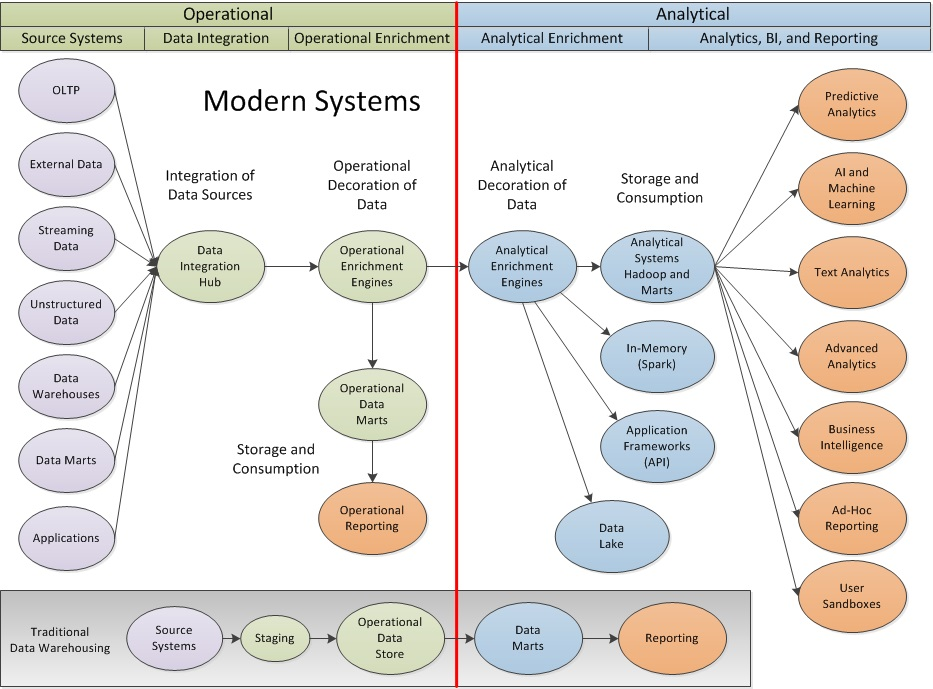 Operational
Analytical
Source Systems
Data Integration
Operational Enrichment
Analytical Enrichment
Analytics, BI, and Reporting
Modern Systems
OLTP
External Data
Streaming
Data
Unstructured
Data
Data
Warehouses
Data Marts
Applications
Integration of
Data Sources
Data
Integration
Hub
Operational
Decoration of
Data
Operational
Enrichment
Engines
Operational
Data
Marts
Storage and
Consumption
Operational
Reporting
Analytical
Decoration of
Data
Analytical
Enrichment
Engines
Storage and
Consumption
Analytical
Systems
Hadoop and
Marts
In-Memory
(Spark)
Application
Frameworks
(API)
Data
Lake
Predictive
Analytics
AI and
Machine
Learning
Text Analytics
Advanced
Analytics
Business
Intelligence
Ad-Hoc
Reporting
User
Sandboxes
Traditional
Data Warehousing
Source
Systems
Staging
Operational
Data
Store
Data
Marts
Reporting